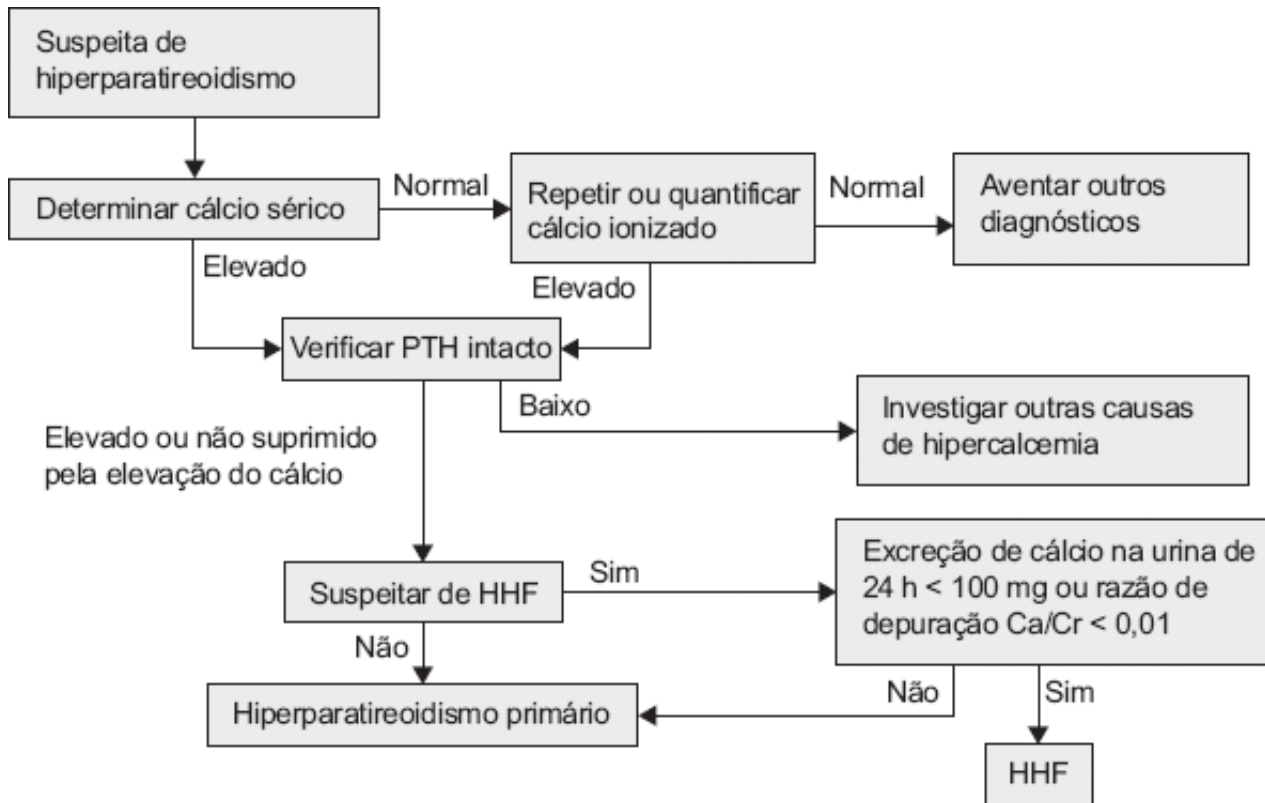 Suspeita de
hiperparatireoidismo
Determinar cálcio sérico
Normal
Repetir ou quantificar
cálcio ionizado
Normal
Aventar outros
diagnósticos
Elevado
Elevado
Verificar PTH intacto
Baixo
Investigar outras causas
de hipercalcemia
Elevado ou não suprimido
pela elevação do cálcio
Suspeitar de HHF
Sim
Excreção de cálcio na urina de
24 h < 100 mg ou razão de
depuração Ca/Cr < 0,01
Não
Hiperparatireoidismo primário
Não
Sim
HHF